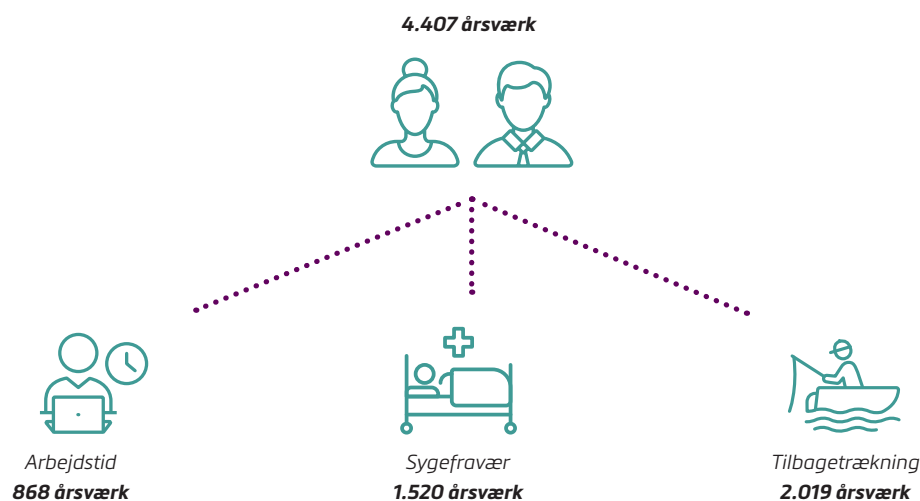 4.407 årsværk
Arbejdstid
868 årsværk
Sygefravær
1.520 årsværk
Tilbagetrækning
2.019 årsværk